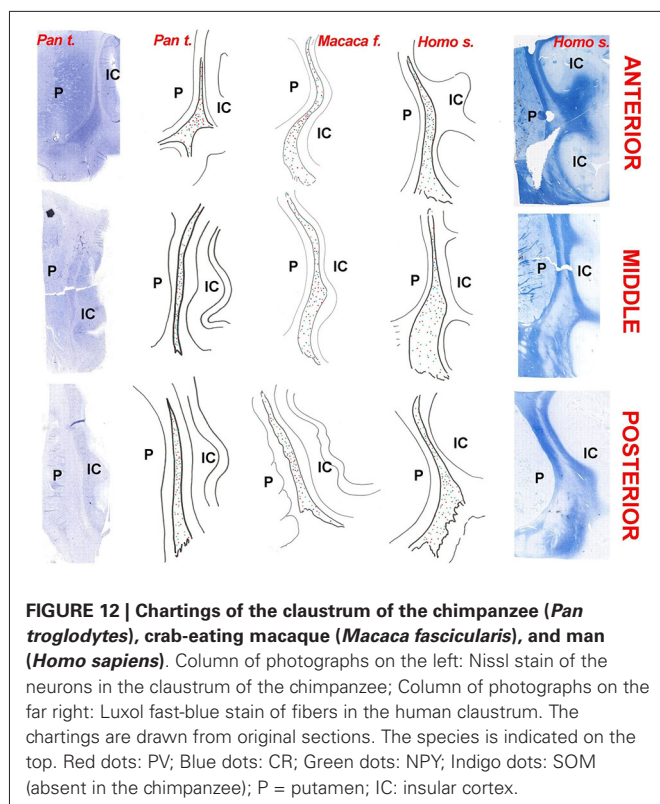 Pan t.
Pan t.
Macaca f.
Homo s.
Homo s.
P
IC
P
IC
P
IC
P
IC
IC
P
IC
ANTERIOR
P
IC
P
IC
P
IC
P
IC
P
IC
MIDDLE
P
IC
P
IC
P
IC
P
IC
P
IC
POSTERIOR
FIGURE 12 | Chartings of the claustrum of the chimpanzee (Pan
troglodytes), crab-eating macaque (Macaca fascicularis), and man
(Homo sapiens). Column of photographs on the left: Nissl stain of the
neurons in the claustrum of the chimpanzee; Column of photographs on the
far right: Luxol fast-blue stain of fibers in the human claustrum. The
chartings are drawn from original sections. The species is indicated on the
top. Red dots: PV; Blue dots: CR; Green dots: NPY; Indigo dots: SOM
(absent in the chimpanzee); P = putamen; IC: insular cortex.